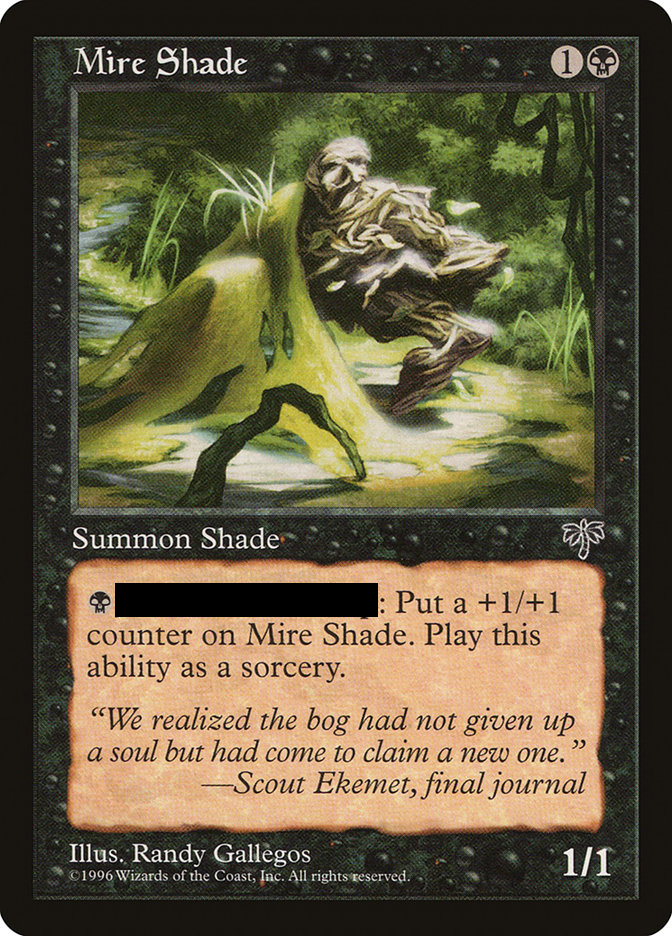 Mire Shade 1
Summon Shade
: Put a +1/+1
counter on Mire Shade. Play this
ability as a sorcery.
“We realized the bog had not given up
a soul but had come to claim a new one.”
—Scout Ekemet, final journal
Illus. Randy Gallegos
©1996 Wizards of the Coast, Inc. All rights reserved.
1/1